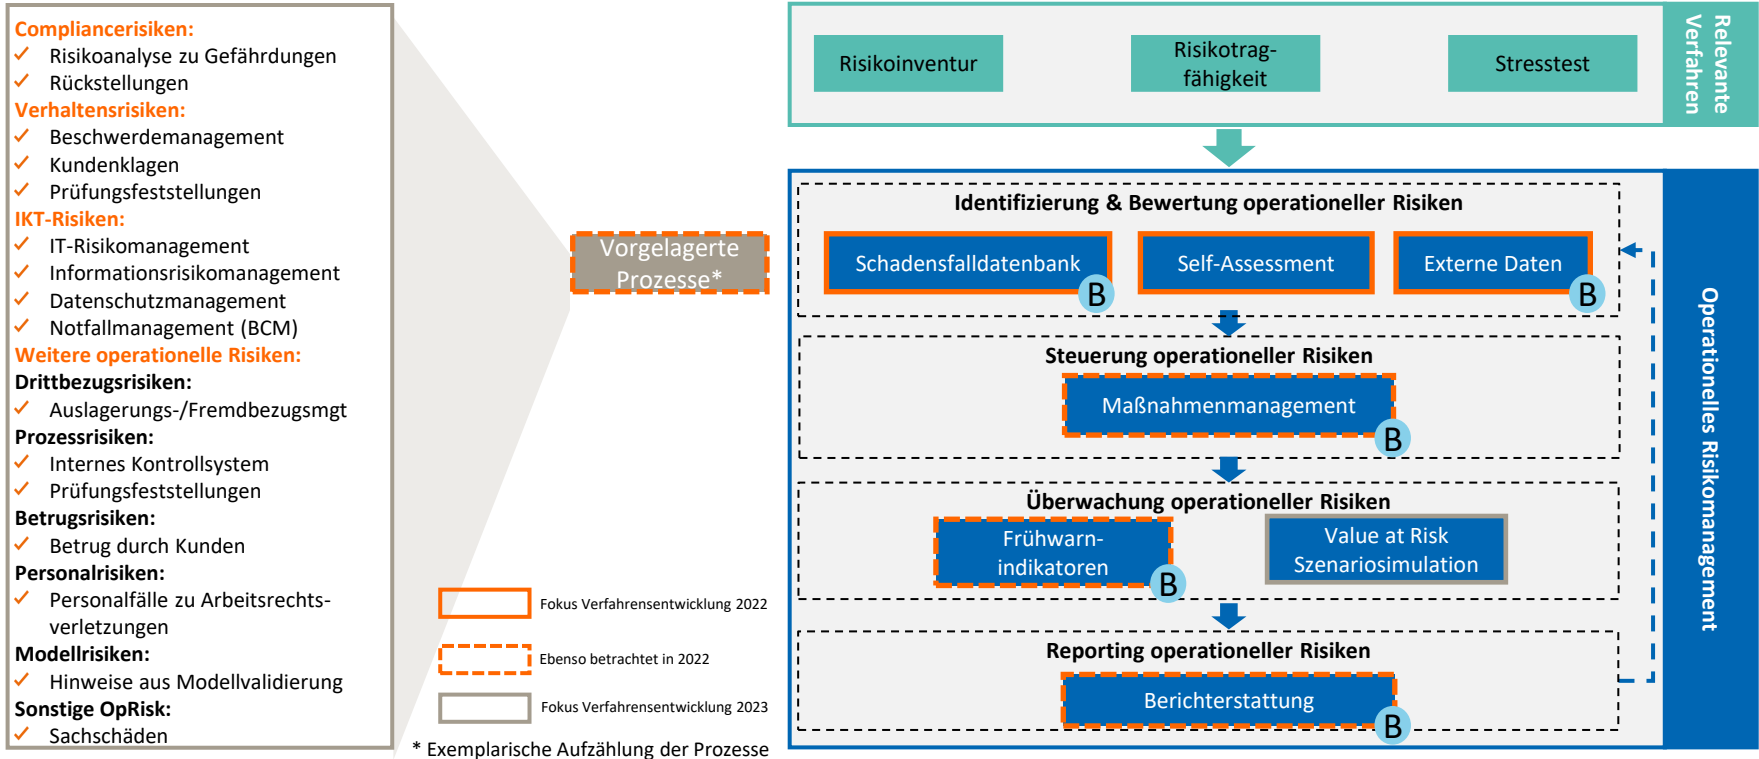 Compliancerisiken:
✓ Risikoanalyse zu Gefährdungen
✓ Rückstellungen
Verhaltensrisiken:
✓ Beschwerdemanagement
✓ Kundenklagen
✓ Prüfungsfeststellungen
IKT-Risiken:
✓ IT-Risikomanagement
✓ Informationsrisikomanagement
✓ Datenschutzmanagement
✓ Notfallmanagement (BCM)
Weitere operationelle Risiken:
Drittbezugsrisiken:
✓ Auslagerungs-/Fremdbezugsmgt
Prozessrisiken:
✓ Internes Kontrollsystem
✓ Prüfungsfeststellungen
Betrugsrisiken:
✓ Betrug durch Kunden
Personalrisiken:
✓ Personalfälle zu Arbeitsrechts-
verletzungen
Modellrisiken:
✓ Hinweise aus Modellvalidierung
Sonstige OpRisk:
✓ Sachschäden
Vorgelagerte
Prozesse*
Fokus Verfahrensentwicklung 2022
Ebenso betrachtet in 2022
Fokus Verfahrensentwicklung 2023
* Exemplarische Aufzählung der Prozesse
Risikoinventur
Risikotrag-
fähigkeit
Stresstest
Relevante
Verfahren
Identifizierung & Bewertung operationeller Risiken
Schadensfalldatenbank
B
Self-Assessment
Externe Daten
B
Steuerung operationeller Risiken
Maßnahmenmanagement
B
Überwachung operationeller Risiken
Frühwarn-
indikatoren
B
Value at Risk
Szenariosimulation
Reporting operationeller Risiken
Berichterstattung
B
Operationelles Risikomanagement